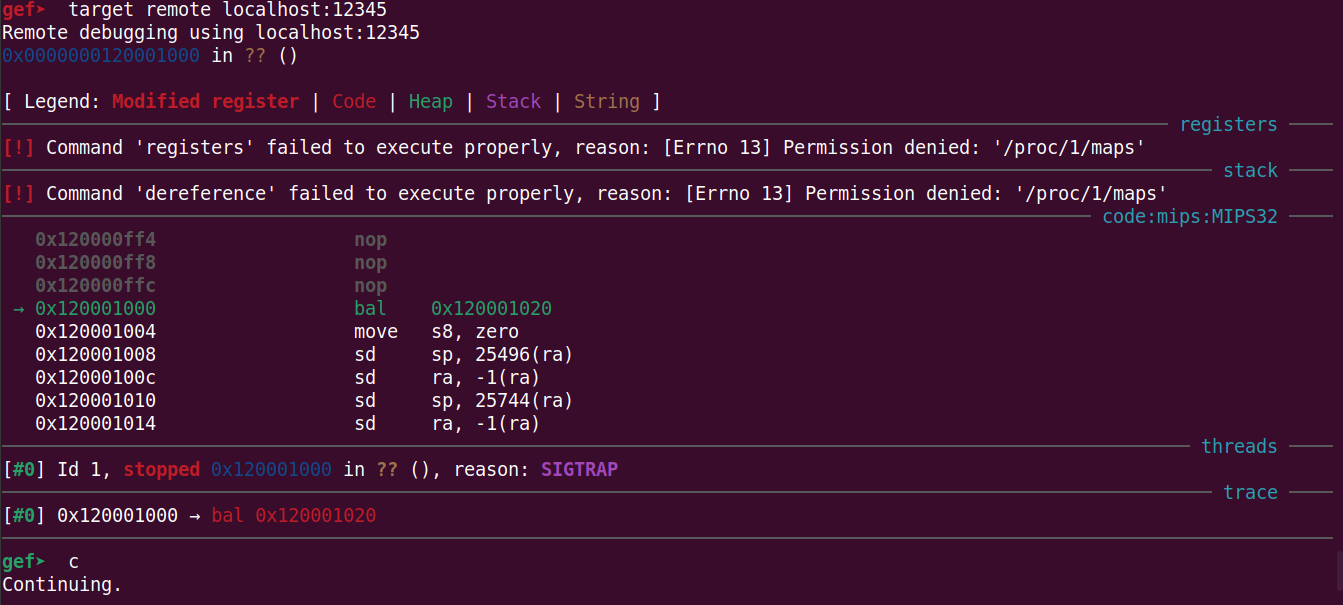 gef➤  target remote localhost:12345
Remote debugging using localhost:12345
0x0000000120001000 in ?? ()
[ Legend: Modified register | Code | Heap | Stack | String ]
registers
[!] Command 'registers' failed to execute properly, reason: [Errno 13] Permission denied: '/proc/1/maps'
stack
[!] Command 'dereference' failed to execute properly, reason: [Errno 13] Permission denied: '/proc/1/maps'
code:mips:MIPS32
0x120000ff4                  nop
0x120000ff8                  nop
0x120000ffc                  nop
→ 0x120001000                  bal    0x120001020
0x120001004                  move   s8, zero
0x120001008                  sd     sp, 25496(ra)
0x12000100c                  sd     ra, -1(ra)
0x120001010                  sd     sp, 25744(ra)
0x120001014                  sd     ra, -1(ra)
threads
[#0] Id 1, stopped 0x120001000 in ?? (), reason: SIGTRAP
trace
[#0] 0x120001000 → bal 0x120001020
gef➤  c
Continuing.